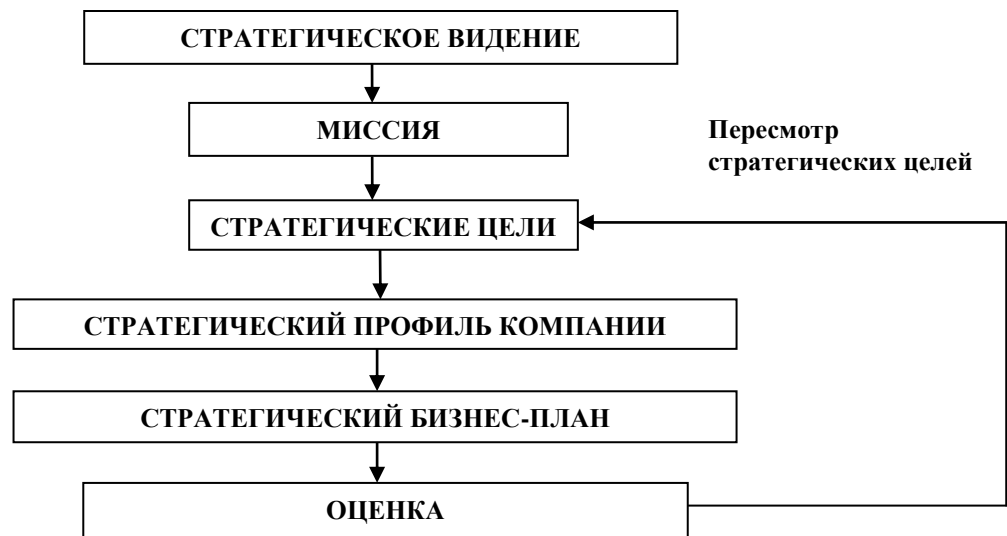 СТРАТЕГИЧЕСКОЕ ВИДЕНИЕ
МИССИЯ
Пересмотр
стратегических целей
СТРАТЕГИЧЕСКИЕ ЦЕЛИ
СТРАТЕГИЧЕСКИЙ ПРОФИЛЬ КОМПАНИИ
СТРАТЕГИЧЕСКИЙ БИЗНЕС-ПЛАН
ОЦЕНКА